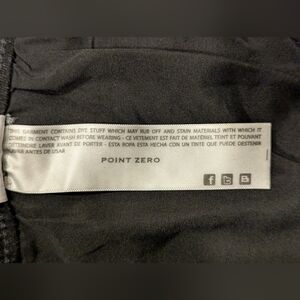 THIS GARMENT CONTAINS DYE STUFF WHICH MAY RUB OFF AND STAIN MATERIALS WITH WHICH IT
COMES IN CONTACT WASH BEFORE WEARING - CE VETEMENT EST FAIT DE MATÉRIEL TEINT ET POUVANT
DÉTEINDRE LAVER AVANT DE PORTER - ESTA ROPA ESTA HECHA CON UN TINTE QUE PUEDE DESTENIR
LAVAR ANTES DE USAR
POINT ZERO